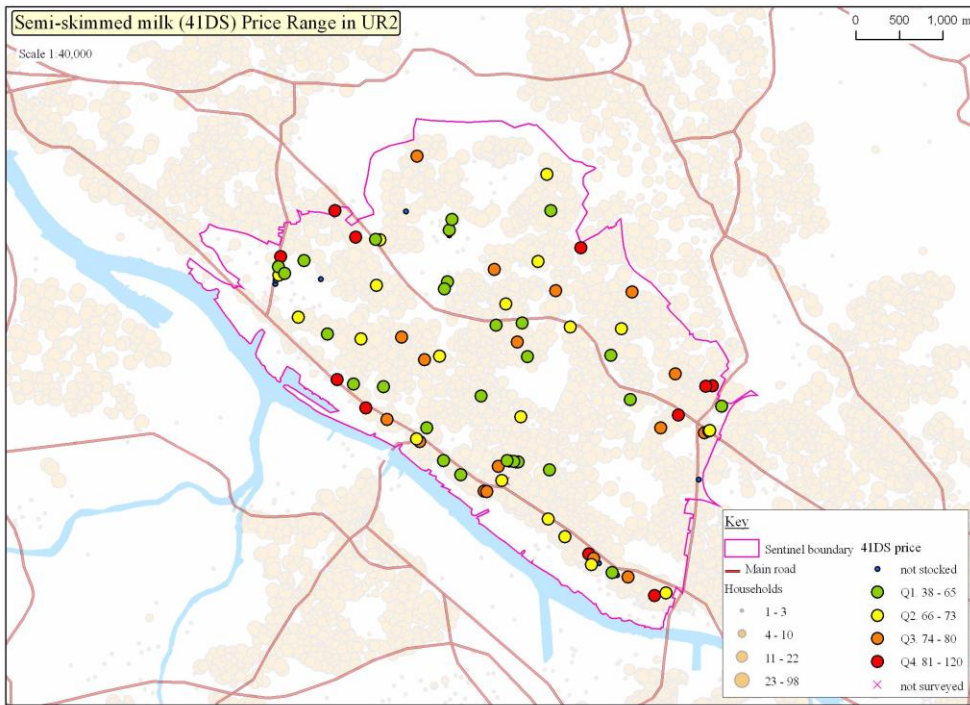 Semi-skimmed milk (41DS) Price Range in UR2
0 500 1,000 m
Scale 1:40,000
Key
Sentinel boundary
Main road
Households
1 - 3
4 - 10
11 - 22
23 - 98
41DS price
not stocked
Q1. 38 - 65
Q2. 66 - 73
Q3. 74 - 80
Q4. 81 - 120
not surveyed